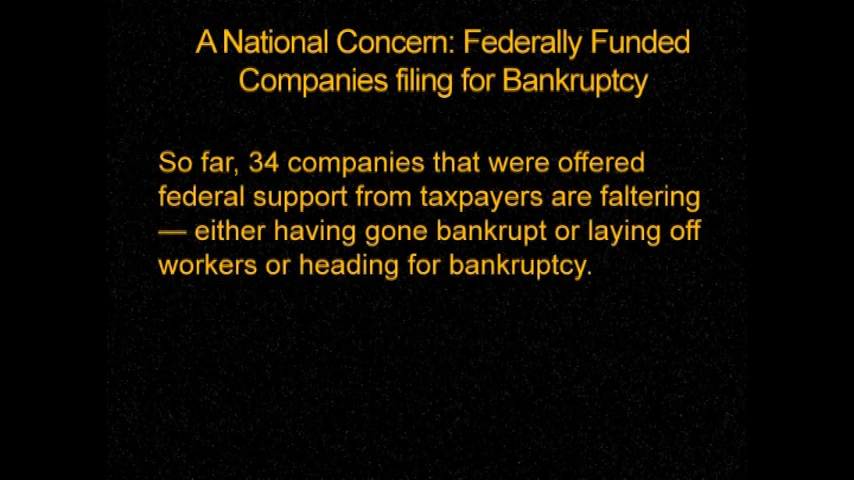 A National Concern: Federally Funded
Companies filing for Bankruptcy
So far, 34 companies that were offered
federal support from taxpayers are faltering
— either having gone bankrupt or laying off
workers or heading for bankruptcy.